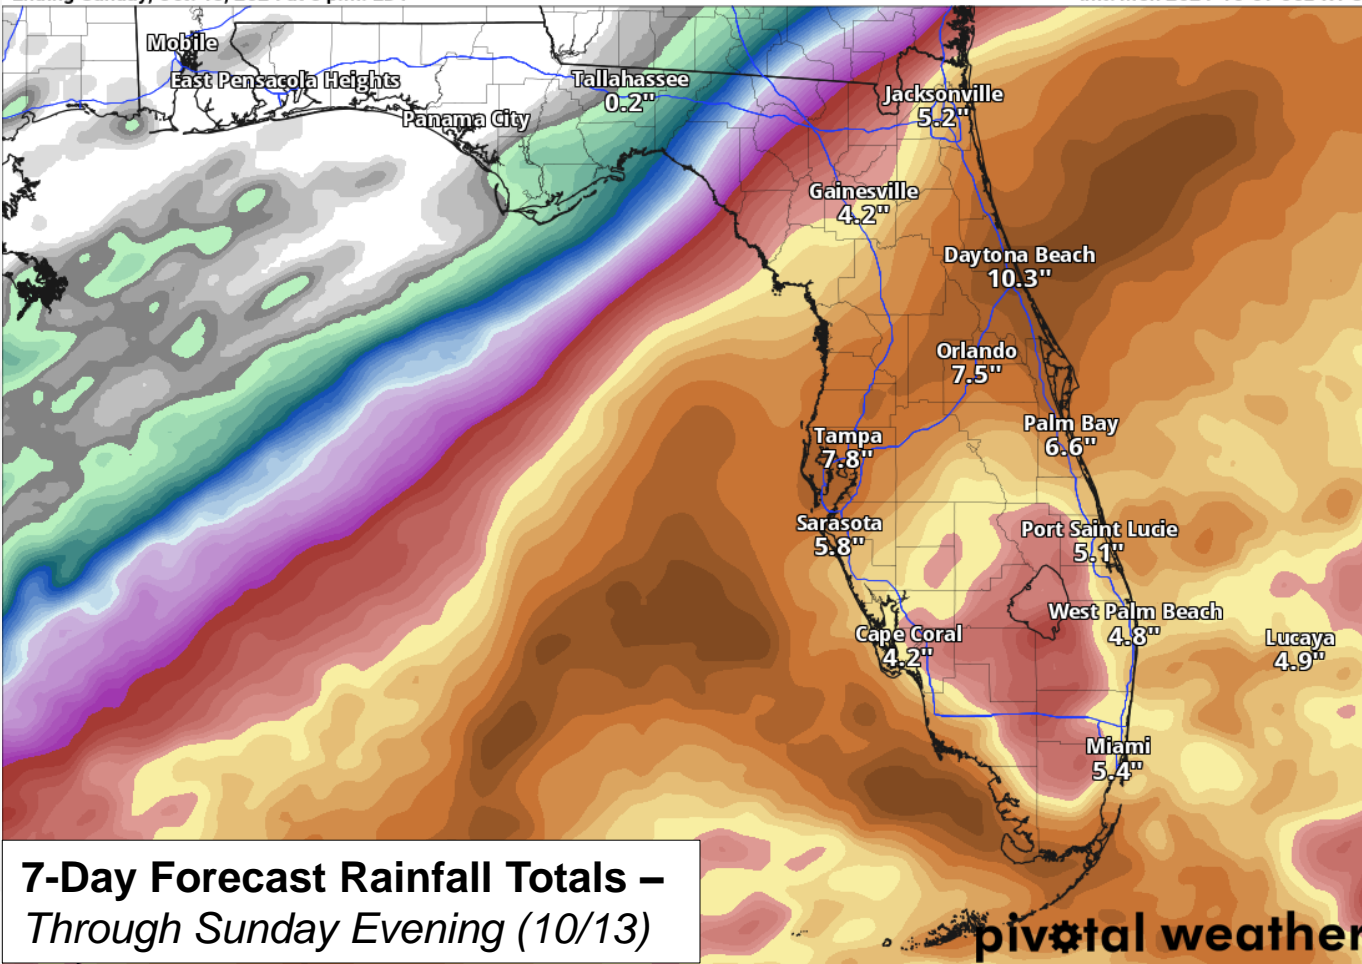 Mobile
East Pensacola Heights
Tallahassee
0.2"
Panama City
Jacksonville
5.2"
Gainesville
4.2"
Daytona Beach
10.3"
Orlando
7.5"
Tampa
7.8"
Palm Bay
6.6"
Sarasota
5.8"
Port Saint Lucie
5.1"
West Palm Beach
4.8"
Cape Coral
4.2"
Lucaya
4.9"
Miami
5.4"
7-Day Forecast Rainfall Totals –
Through Sunday Evening (10/13)
pivotal weather